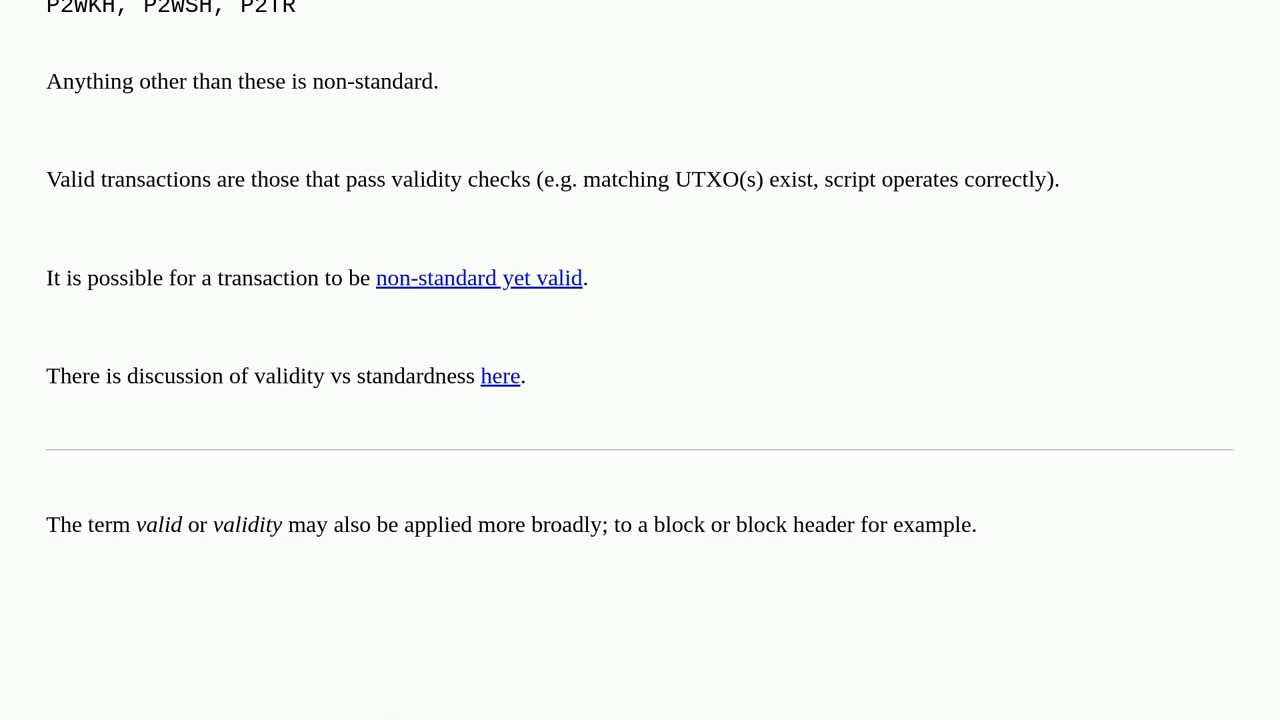 P2WKH, P2WSH, P2TR
Anything other than these is non-standard.
Valid transactions are those that pass validity checks (e.g. matching UTXO(s) exist, script operates correctly).
It is possible for a transaction to be non-standard yet valid.
There is discussion of validity vs standardness here.
The term valid or validity may also be applied more broadly; to a block or block header for example.